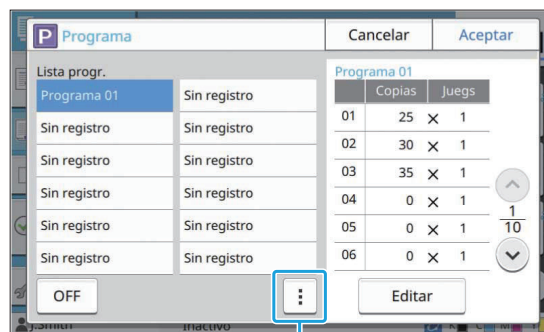 P Programa
Cancelar
Aceptar
Lista progr.
Programa 01 Sin registro
Sin registro Sin registro
Sin registro Sin registro
Sin registro Sin registro
Sin registro Sin registro
Sin registro Sin registro
Programa 01
Copias Juegs
01 25 × 1
02 30 × 1
03 35 × 1
04 0 × 1
05 0 × 1
06 0 × 1
1
10
OFF
Editar
J.Smith Inactivo